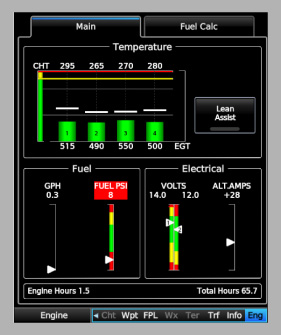 Main Fuel Calc
Temperature
CHT 295 265 270 280
Lean
Assist
1 2 3 4
515 490 550 500 EGT
Fuel Electrical
GPH FUEL PSI VOLTS ALT.AMPS
0.3 8 14.0 12.0 +28
Engine Hours 1.5 Total Hours 65.7
Engine Cht Wpt FPL Wx Ter Trf Info Eng